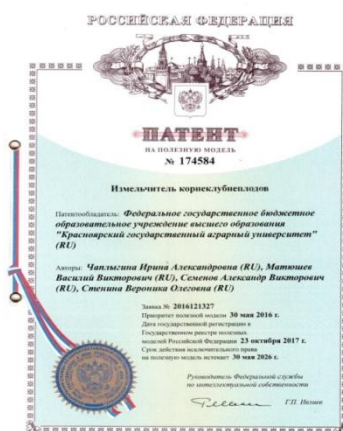 РОССИЙСКАЯ ФЕДЕРАЦИЯ
ПАТЕНТ
НА ПОЛЕЗНУЮ МОДЕЛЬ
№ 174584
Измельчитель корнеклубнеплодов
Патентообладатель: Федеральное государственное бюджетное
образовательное учреждение высшего образования
"Красноярский государственный аграрный университет"
(RU)
Авторы: Чаплыгина Ирина Александровна (RU), Матюшев
Василий Викторович (RU), Семенов Александр Викторович
(RU), Стенина Вероника Олеговна (RU)
Заявка № 2016121327
Приоритет полезной модели 30 мая 2016 г.
Дата государственной регистрации в
Государственном реестре полезных
моделей Российской Федерации 23 октября 2017 г.
Срок действия исключительного права
на полезную модель истекает 30 мая 2026 г.
Руководитель Федеральной службы
по интеллектуальной собственности
Г.П. Ивлиев